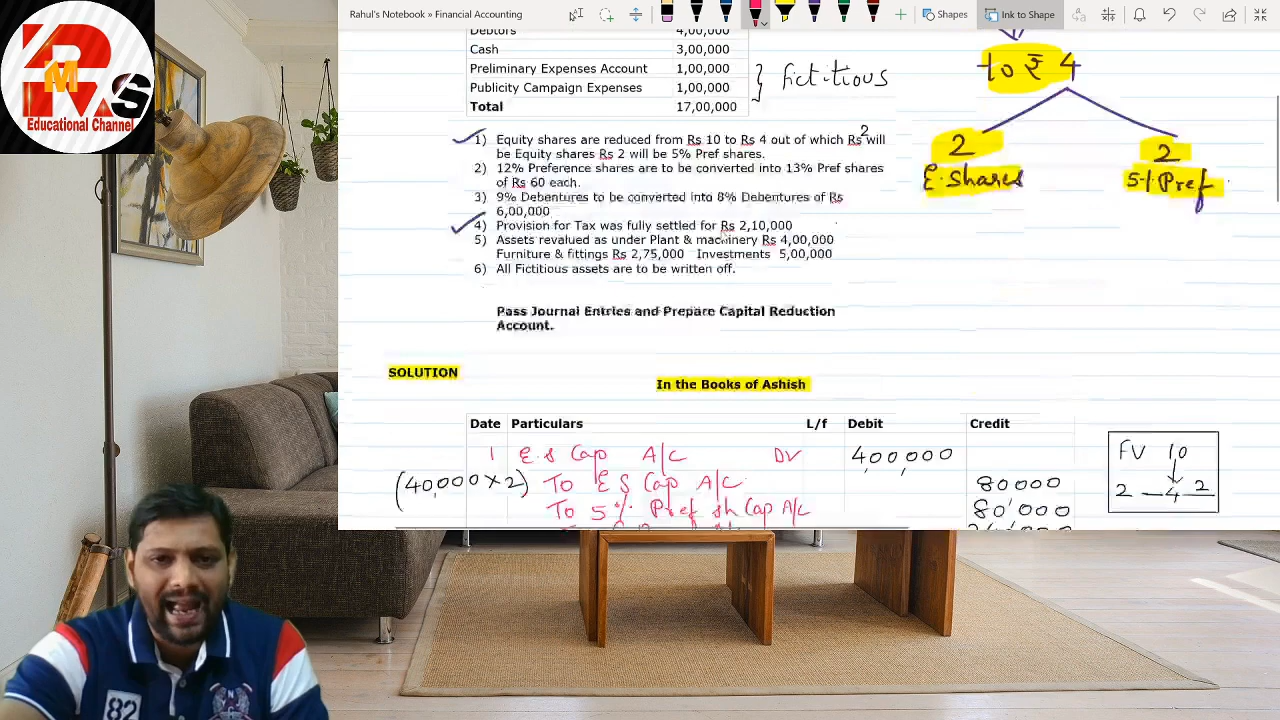 R
M S
Educational Channel
82
Rahul's Notebook » Financial Accounting
Shapes
Ink to Shape
Debtors 4,00,000
Cash 3,00,000
Preliminary Expenses Account 1,00,000
Publicity Campaign Expenses 1,00,000
Total 17,00,000
} fictitious
to ₹ 4
2 2
E. Shares 5% Pref
1) Equity shares are reduced from Rs 10 to Rs 4 out of which Rs 2 will
be Equity shares Rs 2 will be 5% Pref shares.
2) 12% Preference shares are to be converted into 13% Pref shares
of Rs 60 each.
3) 9% Debentures to be converted into 8% Debentures of Rs
6,00,000
4) Provision for Tax was fully settled for Rs 2,10,000
5) Assets revalued as under Plant & machinery Rs 4,00,000
Furniture & fittings Rs 2,75,000 Investments 5,00,000
6) All Fictitious assets are to be written off.
Pass Journal Entries and Prepare Capital Reduction
Account.
SOLUTION
In the Books of Ashish
Date Particulars L/f Debit Credit
1 E.S Cap A/C Dr 4,00,000
(40,000 x 2) To E S Cap A/C 80000
To 5% Pref sh Cap A/C 80,000
FV 10
2 — 4 2